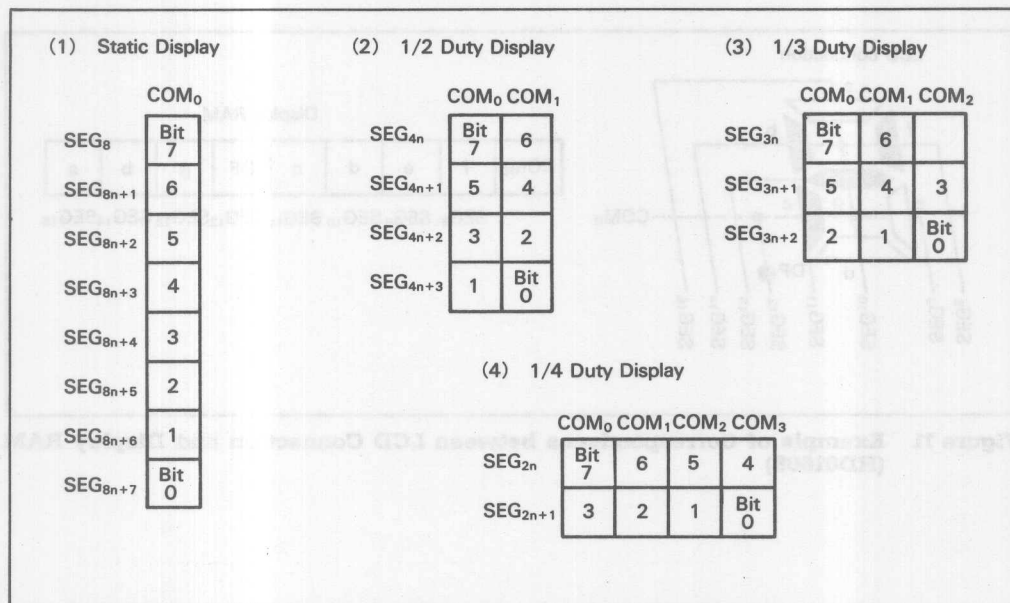 (1) Static Display
COM₀
SEG₈ Bit 7
SEG₈ₙ₊₁ 6
SEG₈ₙ₊₂ 5
SEG₈ₙ₊₃ 4
SEG₈ₙ₊₄ 3
SEG₈ₙ₊₅ 2
SEG₈ₙ₊₆ 1
SEG₈ₙ₊₇ Bit 0
(2) 1/2 Duty Display
COM₀ COM₁
SEG₄ₙ Bit 7 6
SEG₄ₙ₊₁ 5 4
SEG₄ₙ₊₂ 3 2
SEG₄ₙ₊₃ 1 Bit 0
(3) 1/3 Duty Display
COM₀ COM₁ COM₂
SEG₃ₙ Bit 7 6
SEG₃ₙ₊₁ 5 4 3
SEG₃ₙ₊₂ 2 1 Bit 0
(4) 1/4 Duty Display
COM₀ COM₁ COM₂ COM₃
SEG₂ₙ Bit 7 6 5 4
SEG₂ₙ₊₁ 3 2 1 Bit 0